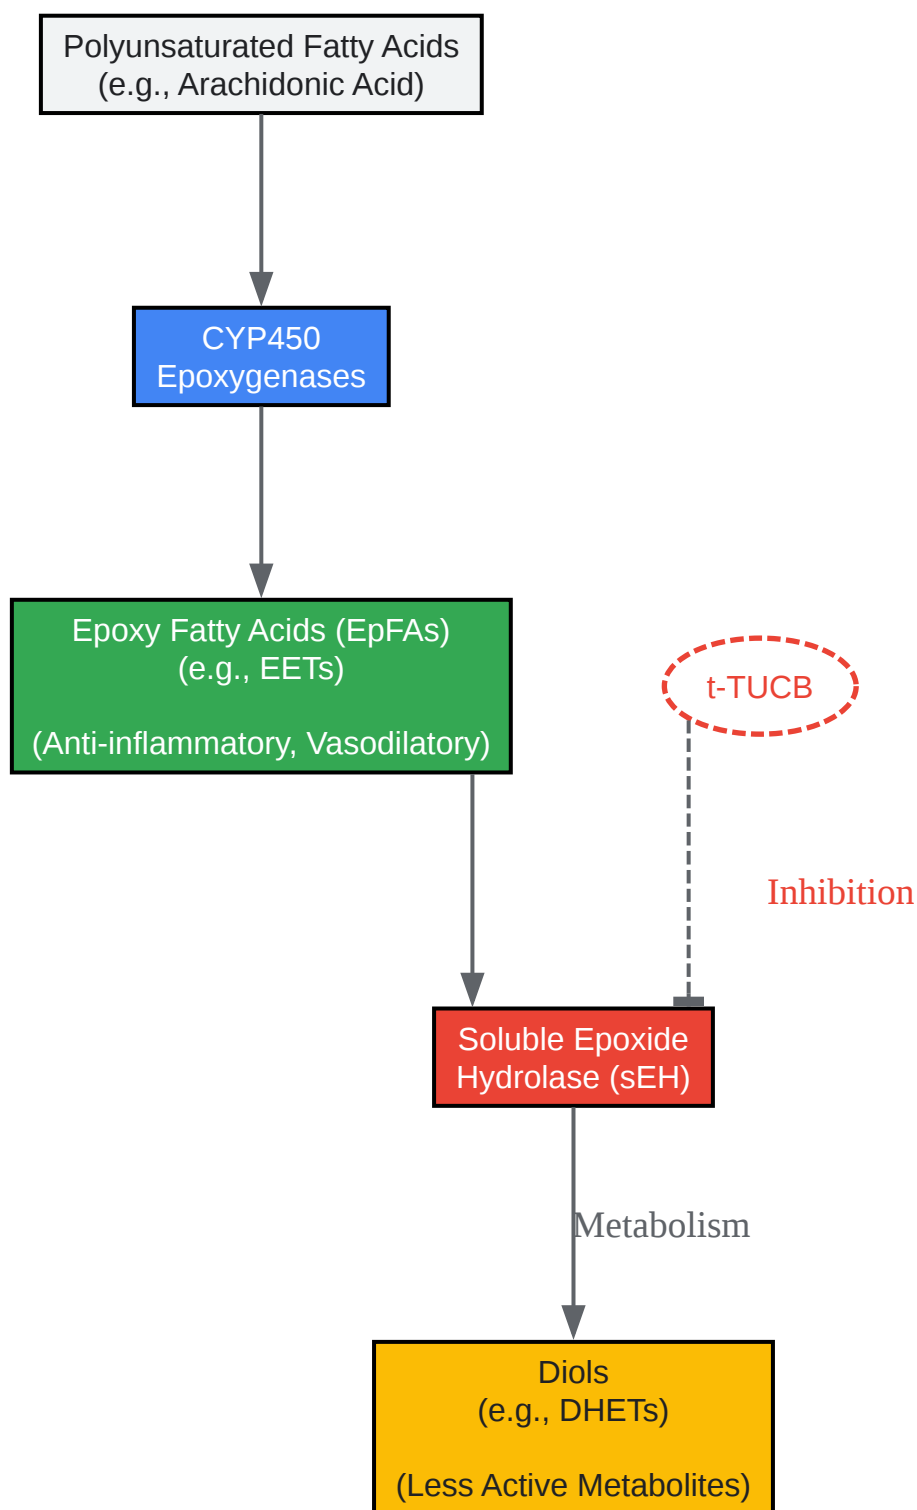 Polyunsaturated Fatty Acids
(e.g., Arachidonic Acid)
CYP450
Epoxygenases
Epoxy Fatty Acids (EpFAs)
(e.g., EETs)
(Anti-inflammatory, Vasodilatory)
t-TUCB
Inhibition
Soluble Epoxide
Hydrolase (sEH)
Metabolism
Diols
(e.g., DHETs)
(Less Active Metabolites)